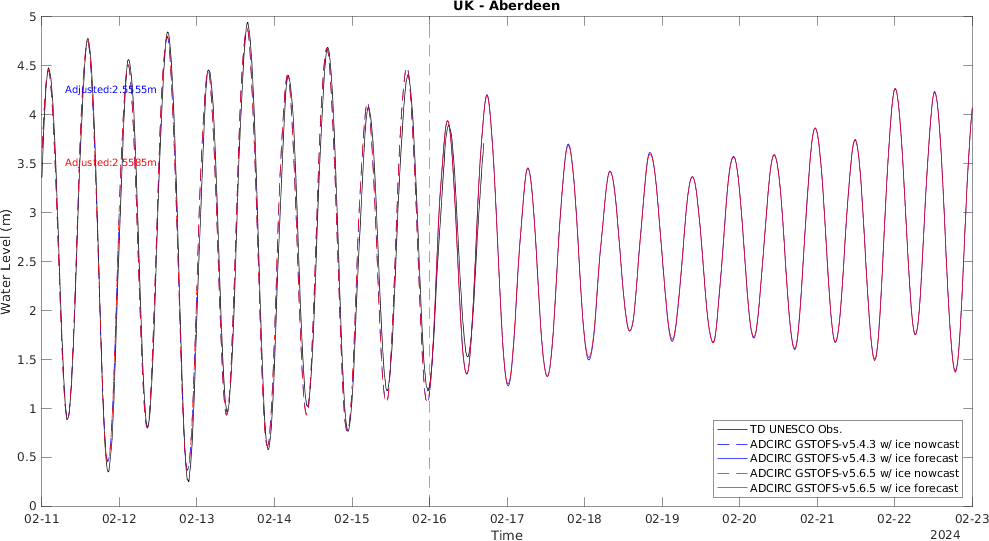 UK - Aberdeen
5
4.5
4
3.5
3
2.5
2
1.5
1
0.5
0
Water Level (m)
Adjusted:2.5555m
Adjusted:2.5585m
TD UNESCO Obs.
ADCIRC GSTOFS-v5.4.3 w/ ice nowcast
ADCIRC GSTOFS-v5.4.3 w/ ice forecast
ADCIRC GSTOFS-v5.6.5 w/ ice nowcast
ADCIRC GSTOFS-v5.6.5 w/ ice forecast
02-11 02-12 02-13 02-14 02-15 02-16 02-17 02-18 02-19 02-20 02-21 02-22 02-23
Time
2024